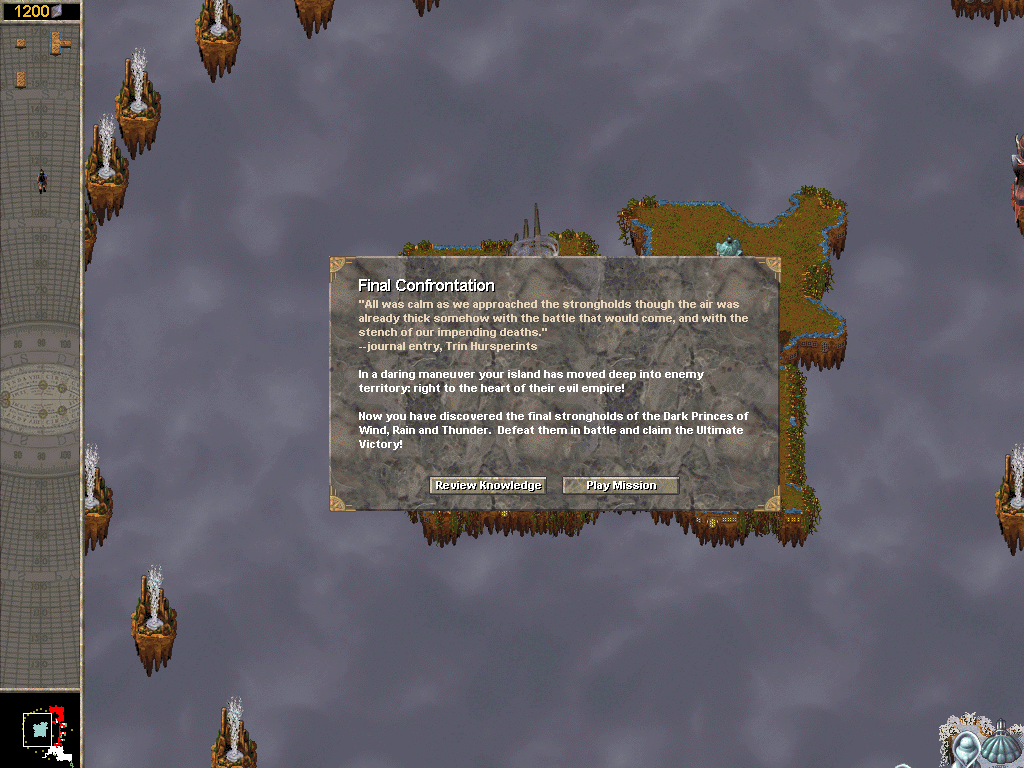 1200
Final Confrontation
"All was calm as we approached the strongholds though the air was
already thick somehow with the battle that would come, and with the
stench of our impending deaths."
--journal entry, Trin Hursperints
In a daring maneuver your island has moved deep into enemy
territory: right to the heart of their evil empire!
Now you have discovered the final strongholds of the Dark Princes of
Wind, Rain and Thunder.  Defeat them in battle and claim the Ultimate
Victory!
Review Knowledge
Play Mission